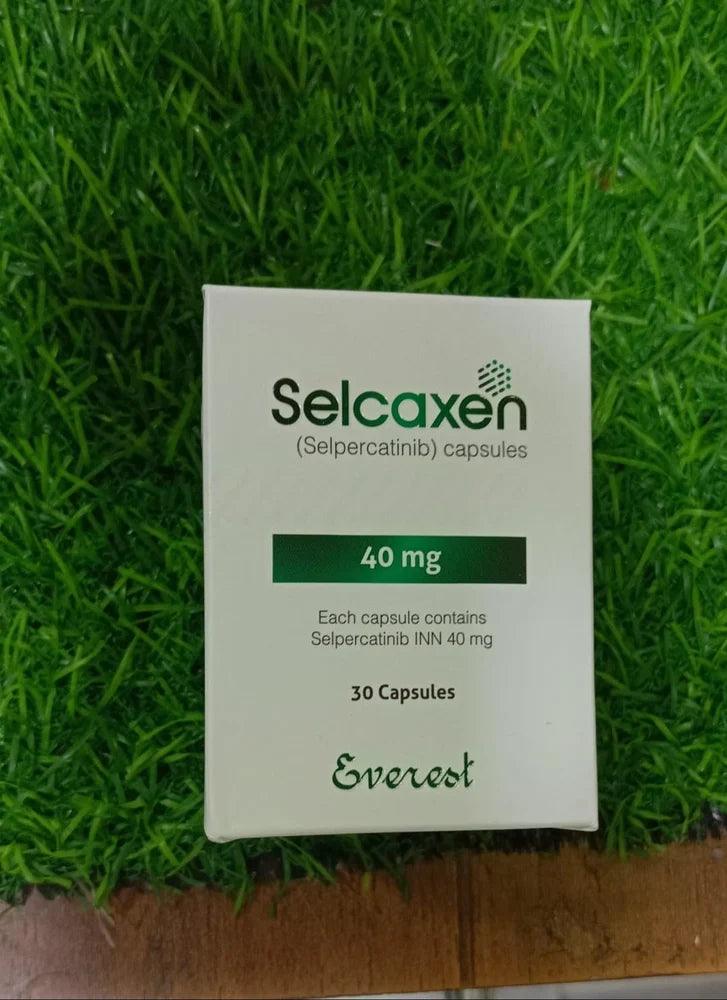 Selcaxen
(Selpercatinib) capsules
40 mg
Each capsule contains
Selpercatinib INN 40 mg
30 Capsules
Everest